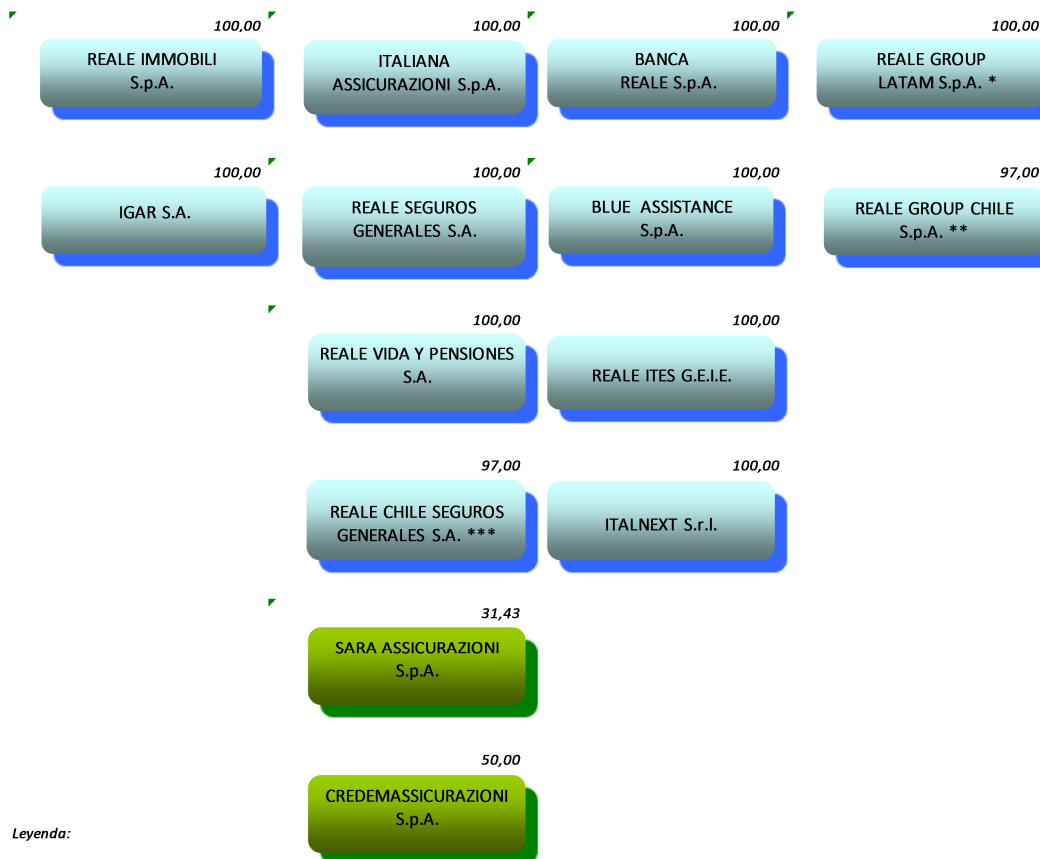 100,00
REALE IMMOBILI
S.p.A.
100,00
ITALIANA
ASSICURAZIONI S.p.A.
100,00
BANCA
REALE S.p.A.
100,00
REALE GROUP
LATAM S.p.A. *
100,00
IGAR S.A.
100,00
REALE SEGUROS
GENERALES S.A.
100,00
BLUE ASSISTANCE
S.p.A.
97,00
REALE GROUP CHILE
S.p.A. **
100,00
REALE VIDA Y PENSIONES
S.A.
100,00
REALE ITES G.E.I.E.
97,00
REALE CHILE SEGUROS
GENERALES S.A. ***
100,00
ITALNEXT S.r.l.
31,43
SARA ASSICURAZIONI
S.p.A.
50,00
CREDEMASSICURAZIONI
S.p.A.
Leyenda: